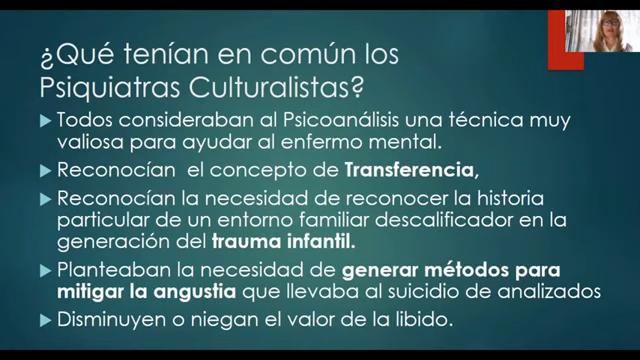 ¿Qué tenían en común los
Psiquiatras Culturalistas?
Todos consideraban al Psicoanálisis una técnica muy
valiosa para ayudar al enfermo mental.
Reconocían el concepto de Transferencia,
Reconocían la necesidad de reconocer la historia
particular de un entorno familiar descalificador en la
generación del trauma infantil.
Planteaban la necesidad de generar métodos para
mitigar la angustia que llevaba al suicidio de analizados
Disminuyen o niegan el valor de la libido.